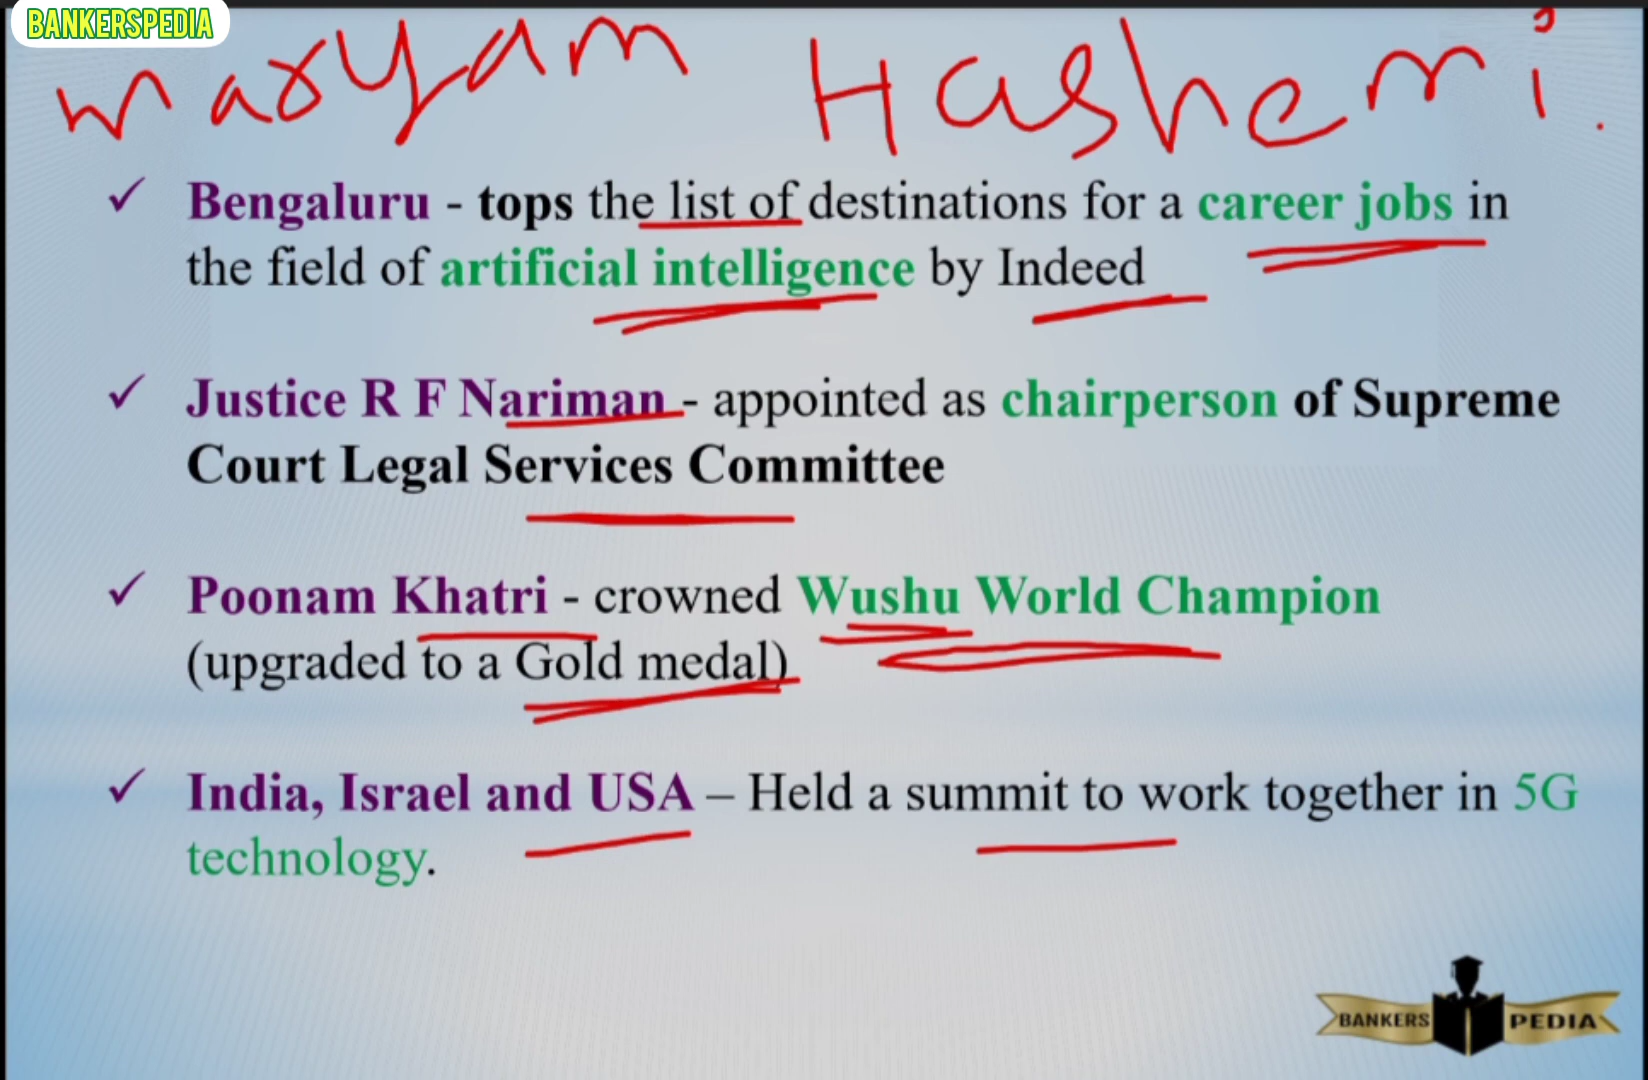 BANKERSPEDIA
Maryam Hashemi.
✓ Bengaluru - tops the list of destinations for a career jobs in
the field of artificial intelligence by Indeed
✓ Justice R F Nariman - appointed as chairperson of Supreme
Court Legal Services Committee
✓ Poonam Khatri - crowned Wushu World Champion
(upgraded to a Gold medal)
✓ India, Israel and USA – Held a summit to work together in 5G
technology.
BANKERS PEDIA